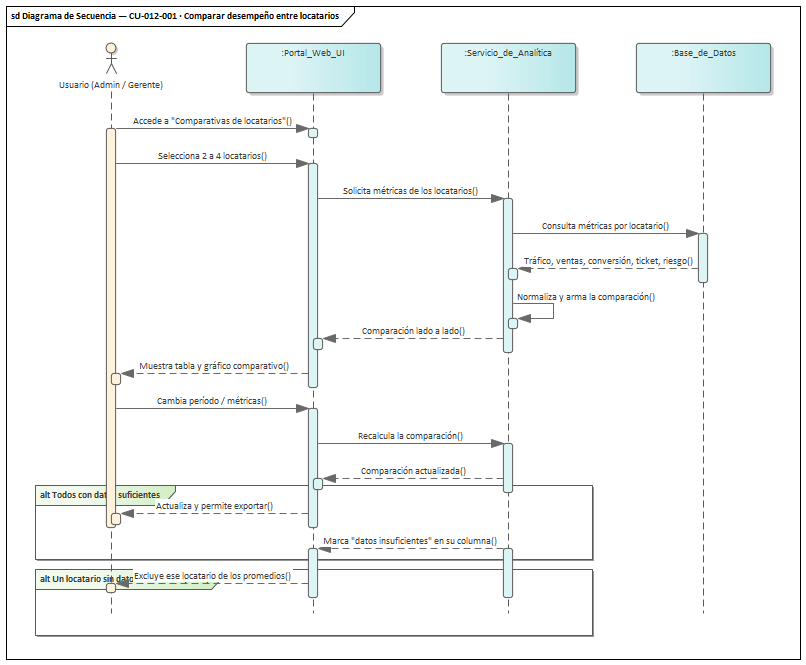 sd Diagrama de Secuencia — CU-012-001 · Comparar desempeño entre locatarios
:Portal_Web_UI
:Servicio_de_Analítica
:Base_de_Datos
Usuario (Admin / Gerente)
Accede a "Comparativas de locatarios"()
Selecciona 2 a 4 locatarios()
Solicita métricas de los locatarios()
Consulta métricas por locatario()
Tráfico, ventas, conversión, ticket, riesgo()
Normaliza y arma la comparación()
Comparación lado a lado()
Muestra tabla y gráfico comparativo()
Cambia período / métricas()
Recalcula la comparación()
Comparación actualizada()
alt Todos con suficientes
Actualiza y permite exportar()
Marca "datos insuficientes" en su columna()
alt Un locatario sin
Excluye ese locatario de los promedios()